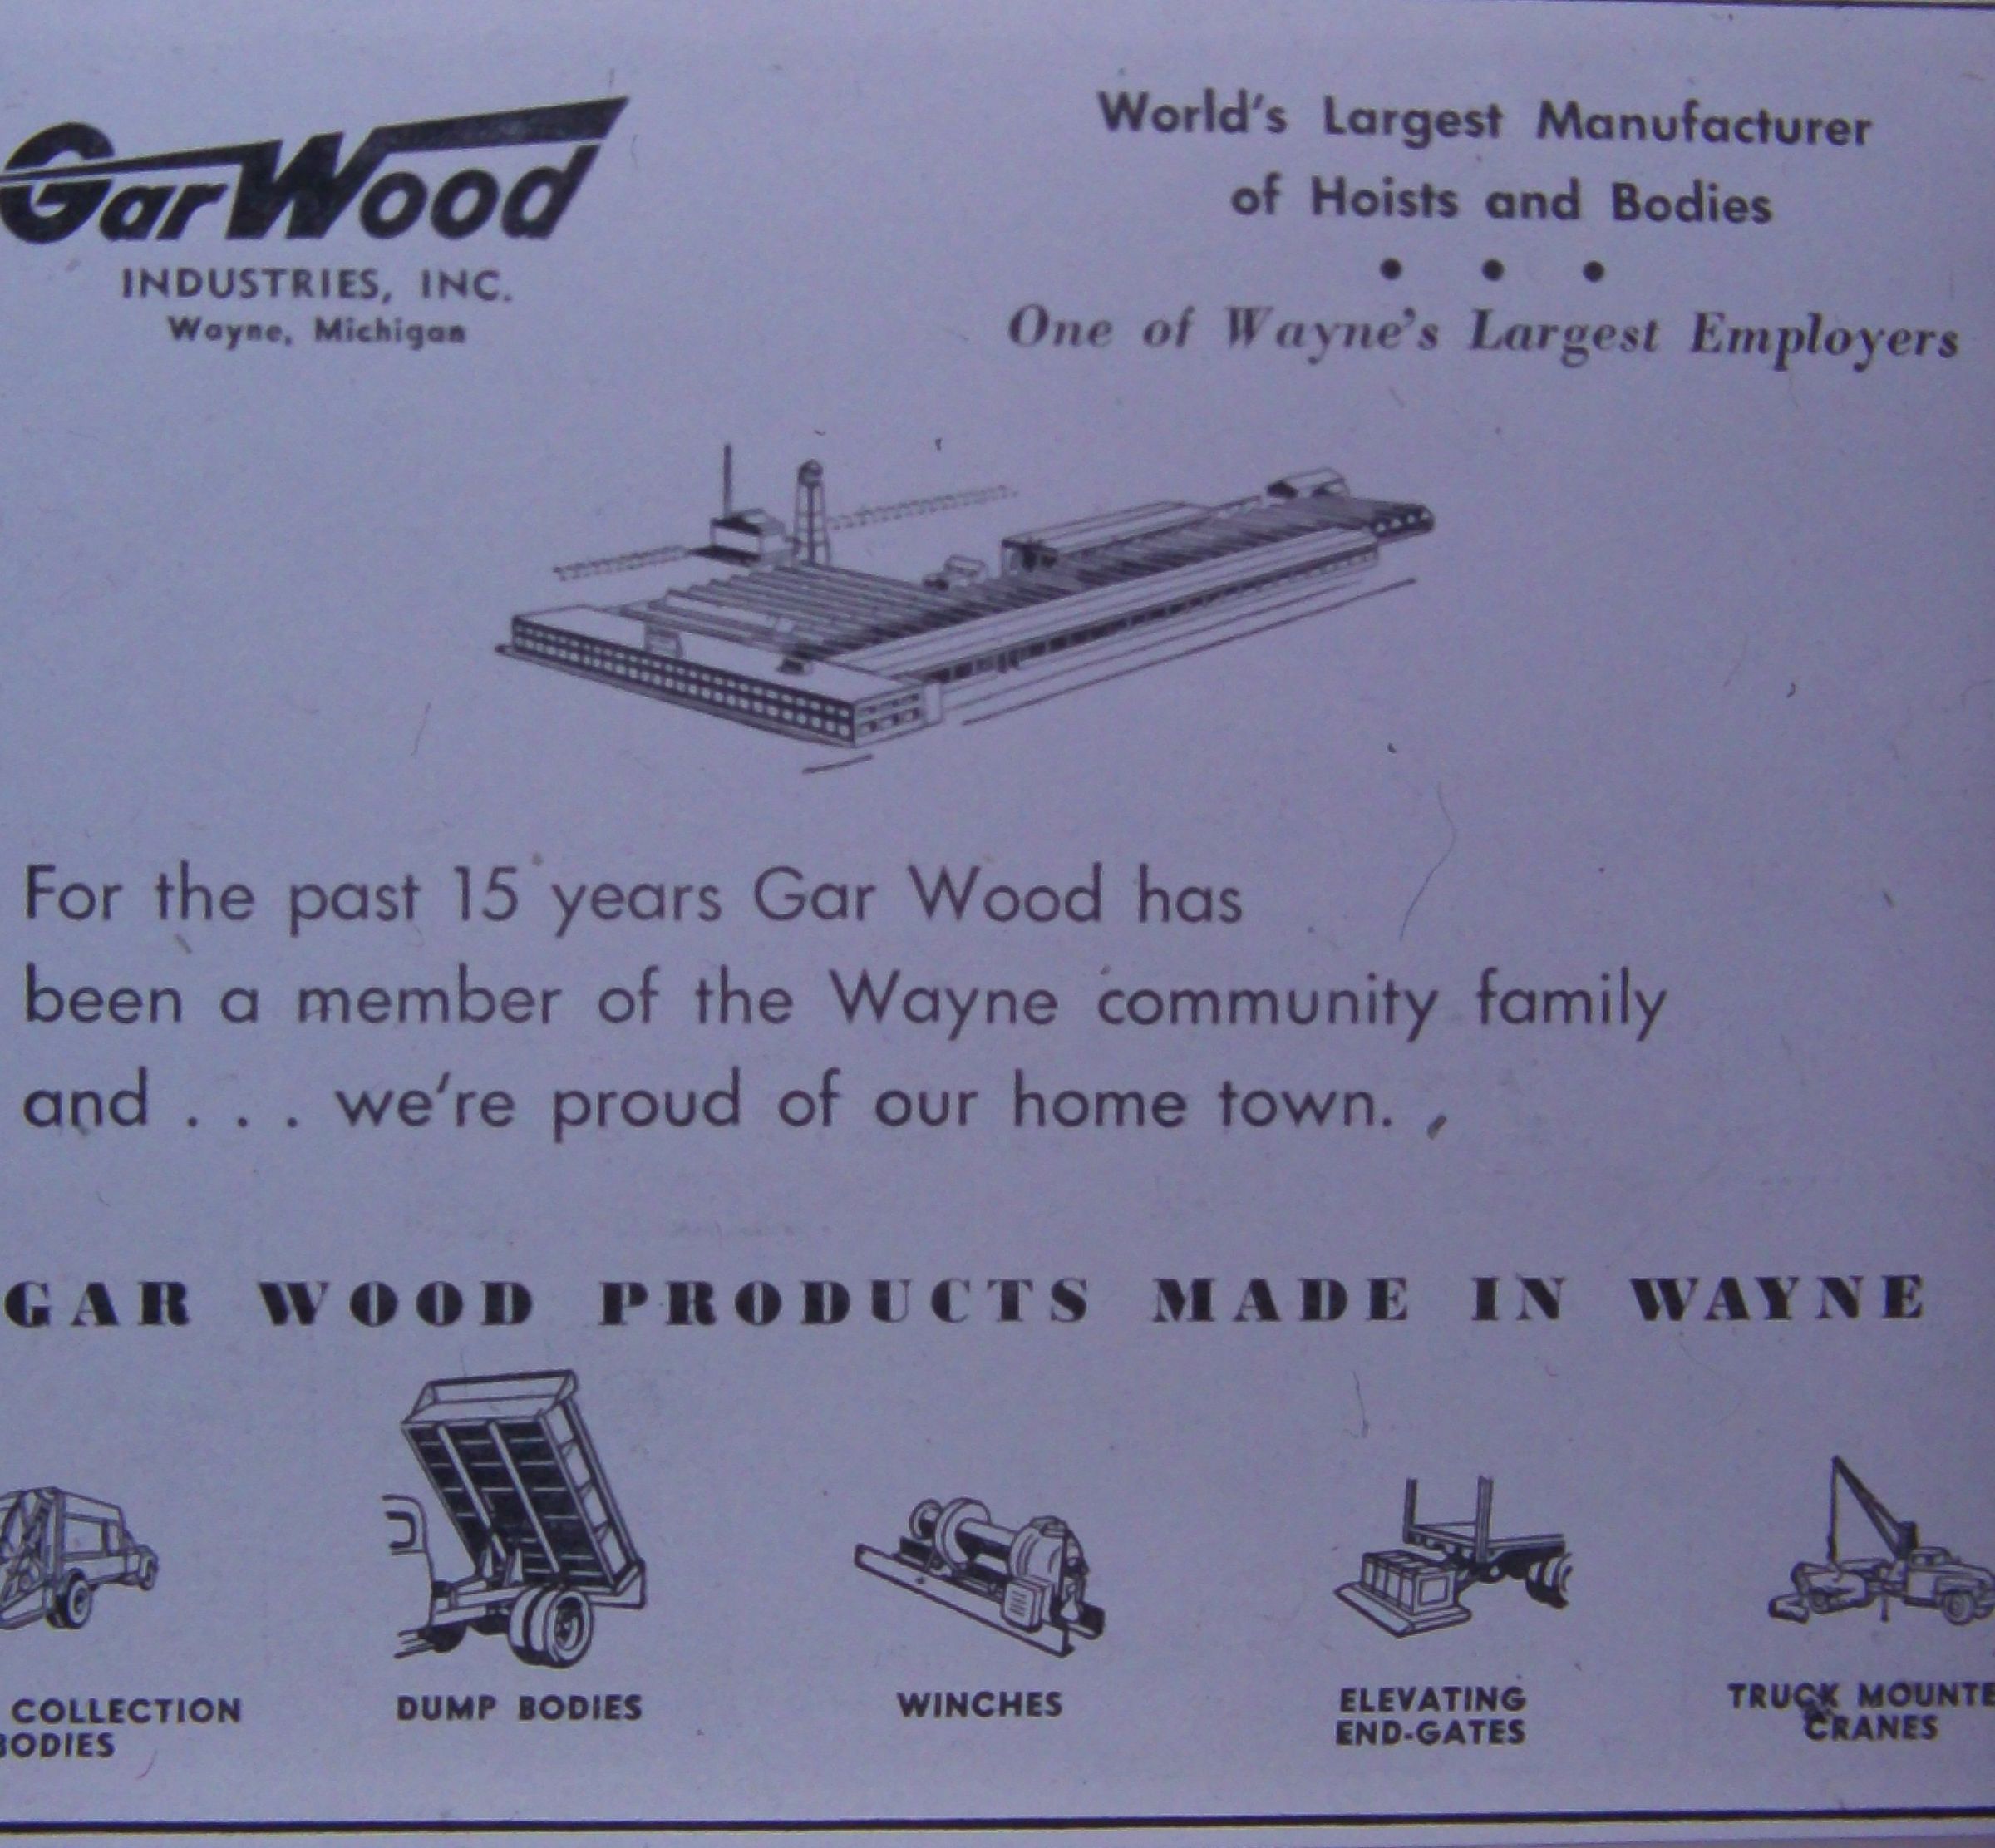 GarWood
INDUSTRIES, INC.
Wayne, Michigan
World's Largest Manufacturer
of Hoists and Bodies
• • •
One of Wayne's Largest Employers
For the past 15 years Gar Wood has
been a member of the Wayne community family
and . . . we're proud of our home town.
GAR WOOD PRODUCTS MADE IN WAYNE
COLLECTION
BODIES
DUMP BODIES
WINCHES
ELEVATING
END-GATES
TRUCK MOUNTE
CRANES